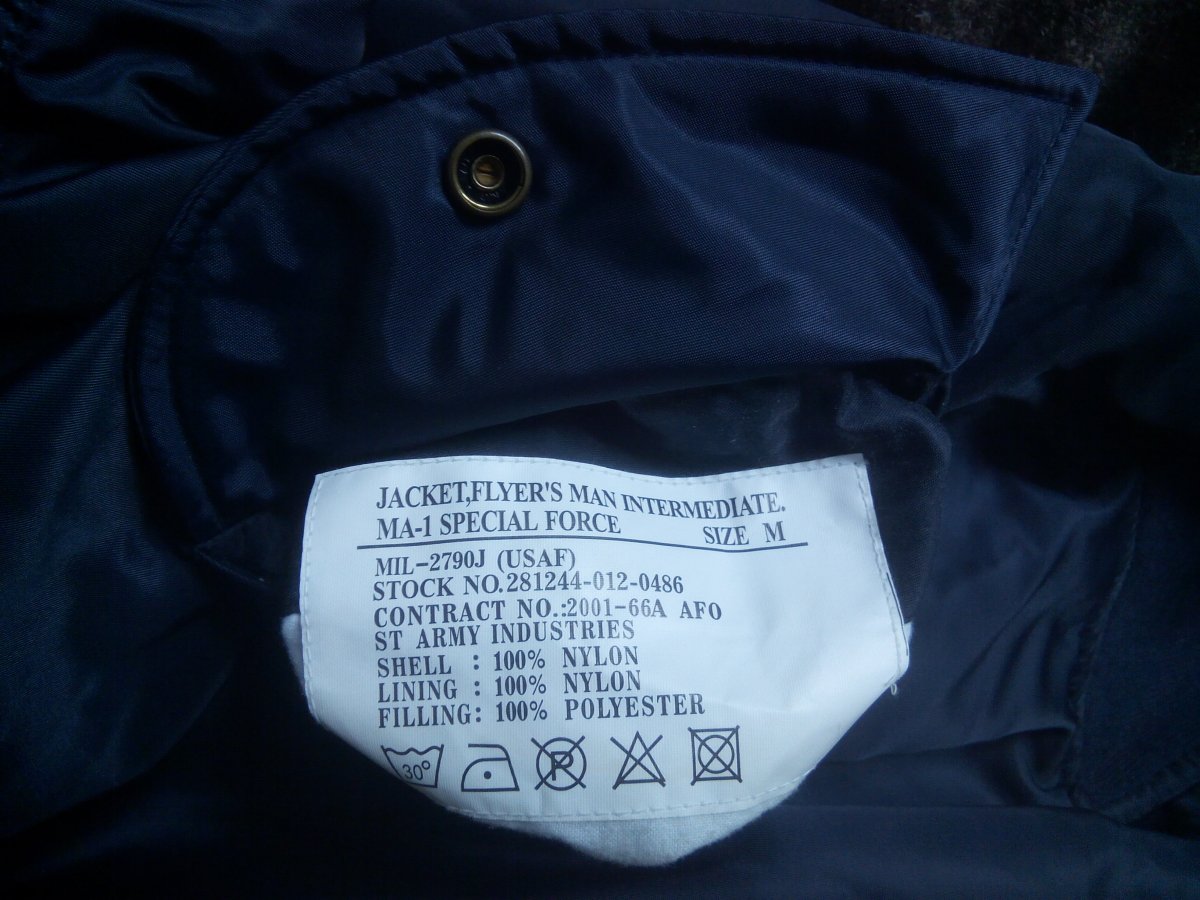 JACKET,FLYER'S MAN INTERMEDIATE.
MA-1 SPECIAL FORCE SIZE M
MIL-2790J (USAF)
STOCK NO.281244-012-0486
CONTRACT NO.:2001-66A AFO
ST ARMY INDUSTRIES
SHELL : 100% NYLON
LINING : 100% NYLON
FILLING: 100% POLYESTER
30° P